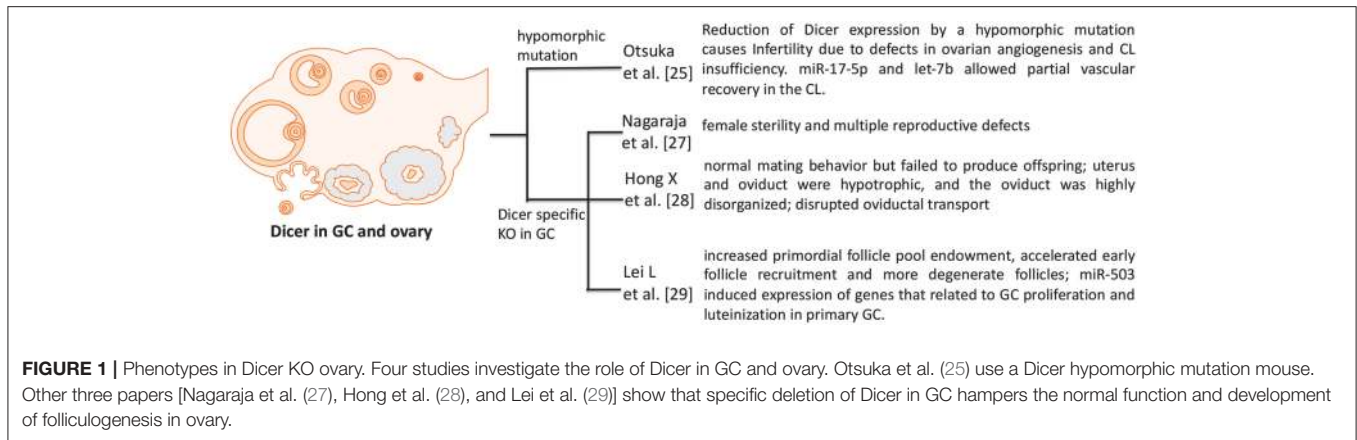 hypomorphic
mutation
Otsuka
et al. [25]
Reduction of Dicer expression by a hypomorphic mutation
causes Infertility due to defects in ovarian angiogenesis and CL
insufficiency. miR-17-5p and let-7b allowed partial vascular
recovery in the CL.
Nagaraja
et al. [27]
female sterility and multiple reproductive defects
Hong X
et al. [28]
normal mating behavior but failed to produce offspring; uterus
and oviduct were hypotrophic, and the oviduct was highly
disorganized; disrupted oviductal transport
Dicer specific
KO in GC
Dicer in GC and ovary
Lei L
et al. [29]
increased primordial follicle pool endowment, accelerated early
follicle recruitment and more degenerate follicles; miR-503
induced expression of genes that related to GC proliferation and
luteinization in primary GC.
FIGURE 1 | Phenotypes in Dicer KO ovary. Four studies investigate the role of Dicer in GC and ovary. Otsuka et al. (25) use a Dicer hypomorphic mutation mouse.
Other three papers [Nagaraja et al. (27), Hong et al. (28), and Lei et al. (29)] show that specific deletion of Dicer in GC hampers the normal function and development
of folliculogenesis in ovary.